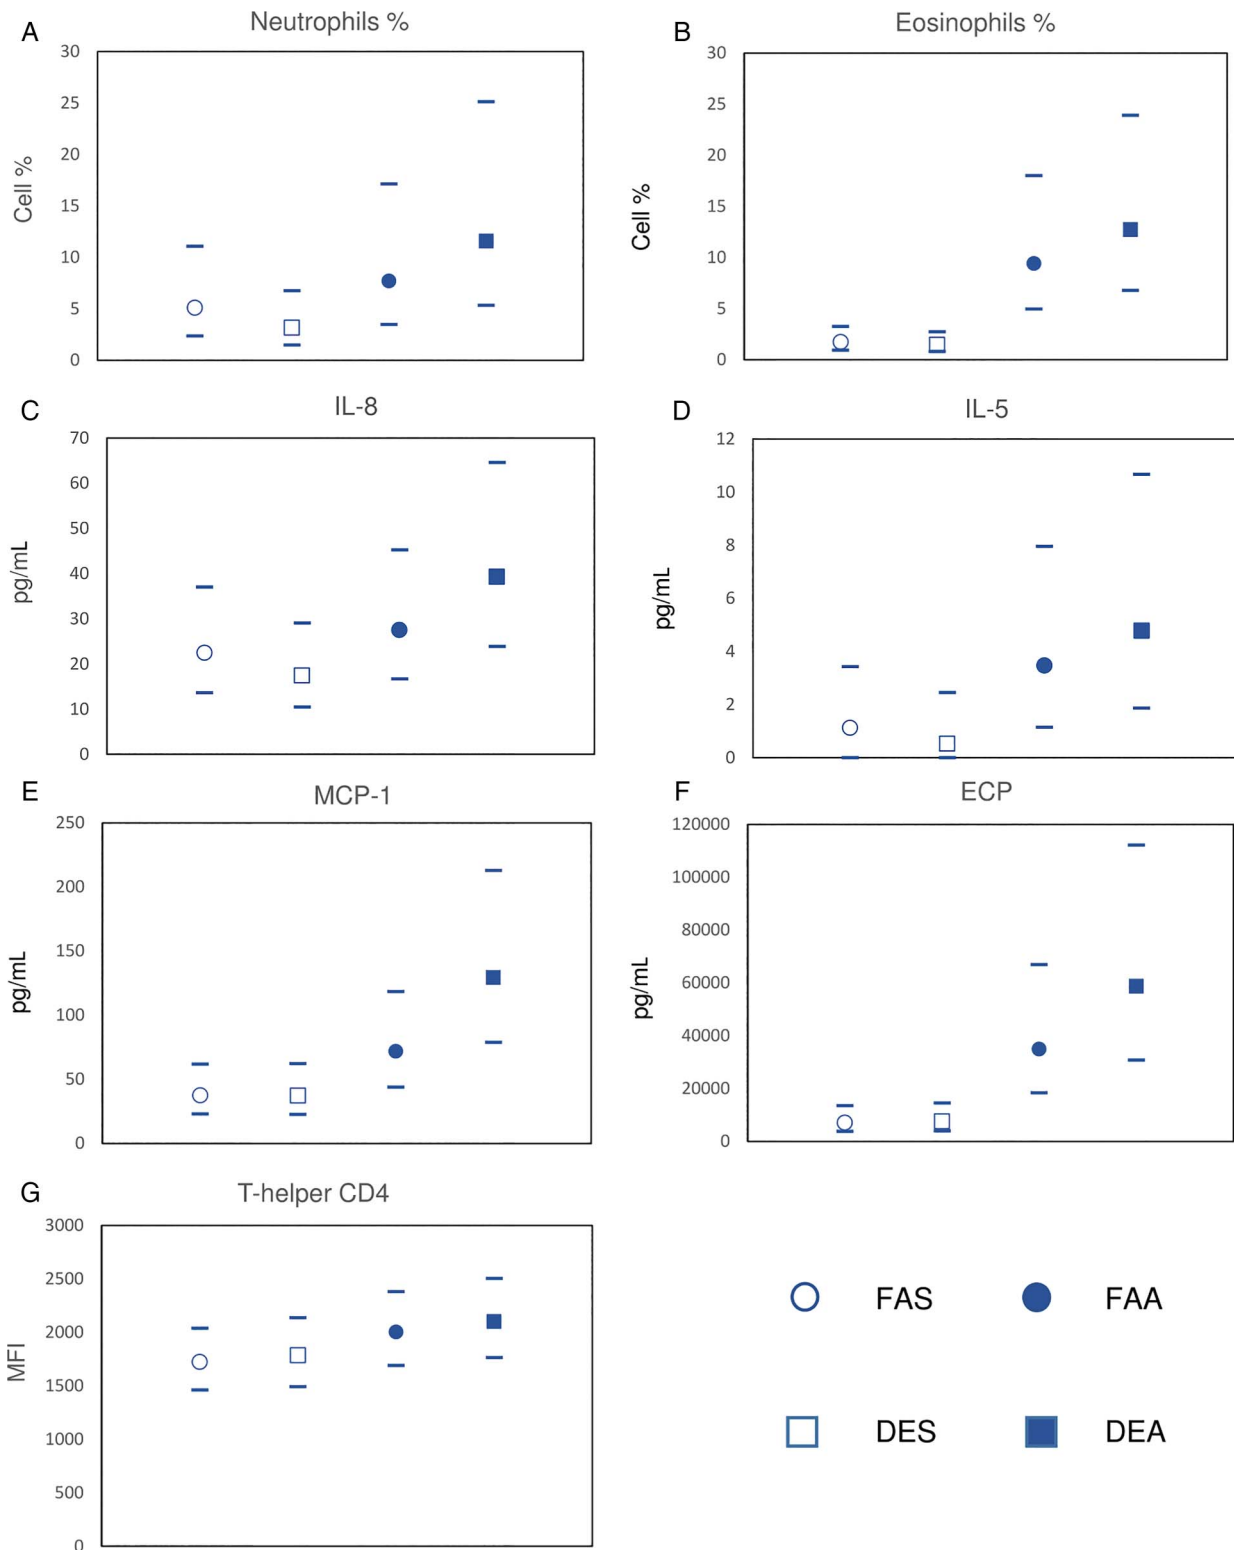 A
Neutrophils %
30
25
20
15
10
5
0
Cell %
B
Eosinophils %
30
25
20
15
10
5
0
Cell %
C
IL-8
70
60
50
40
30
20
10
0
pg/mL
D
IL-5
12
10
8
6
4
2
0
pg/mL
E
MCP-1
250
200
150
100
50
0
pg/mL
F
ECP
120000
100000
80000
60000
40000
20000
0
pg/mL
G
T-helper CD4
3000
2500
2000
1500
1000
500
0
MFI
FAS
FAA
DES
DEA